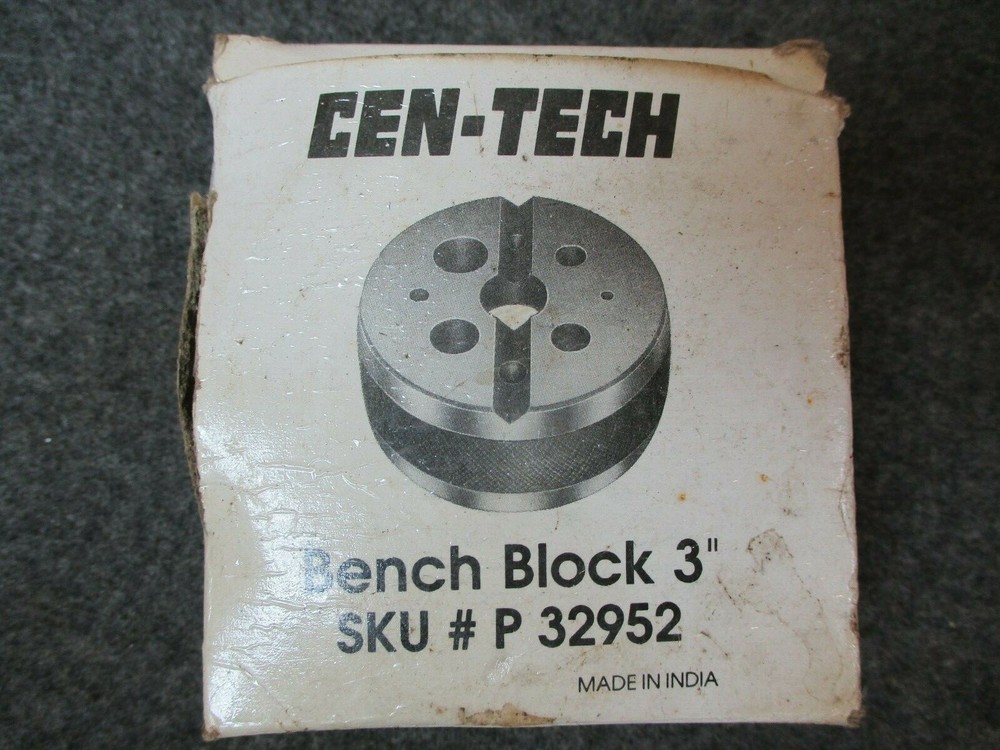 CEN-TECH
Bench Block 3"
SKU # P 32952
MADE IN INDIA